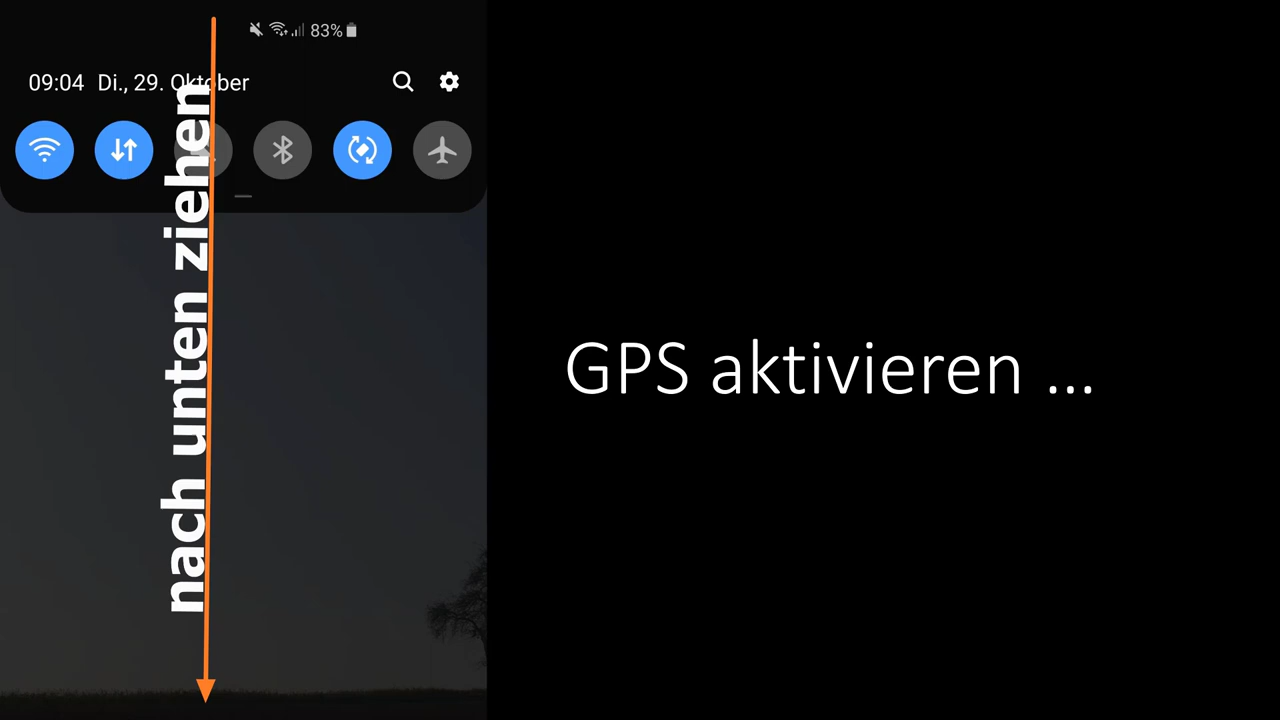 83%
09:04 Di., 29. Oktober
nach unten ziehen
GPS aktivieren ...